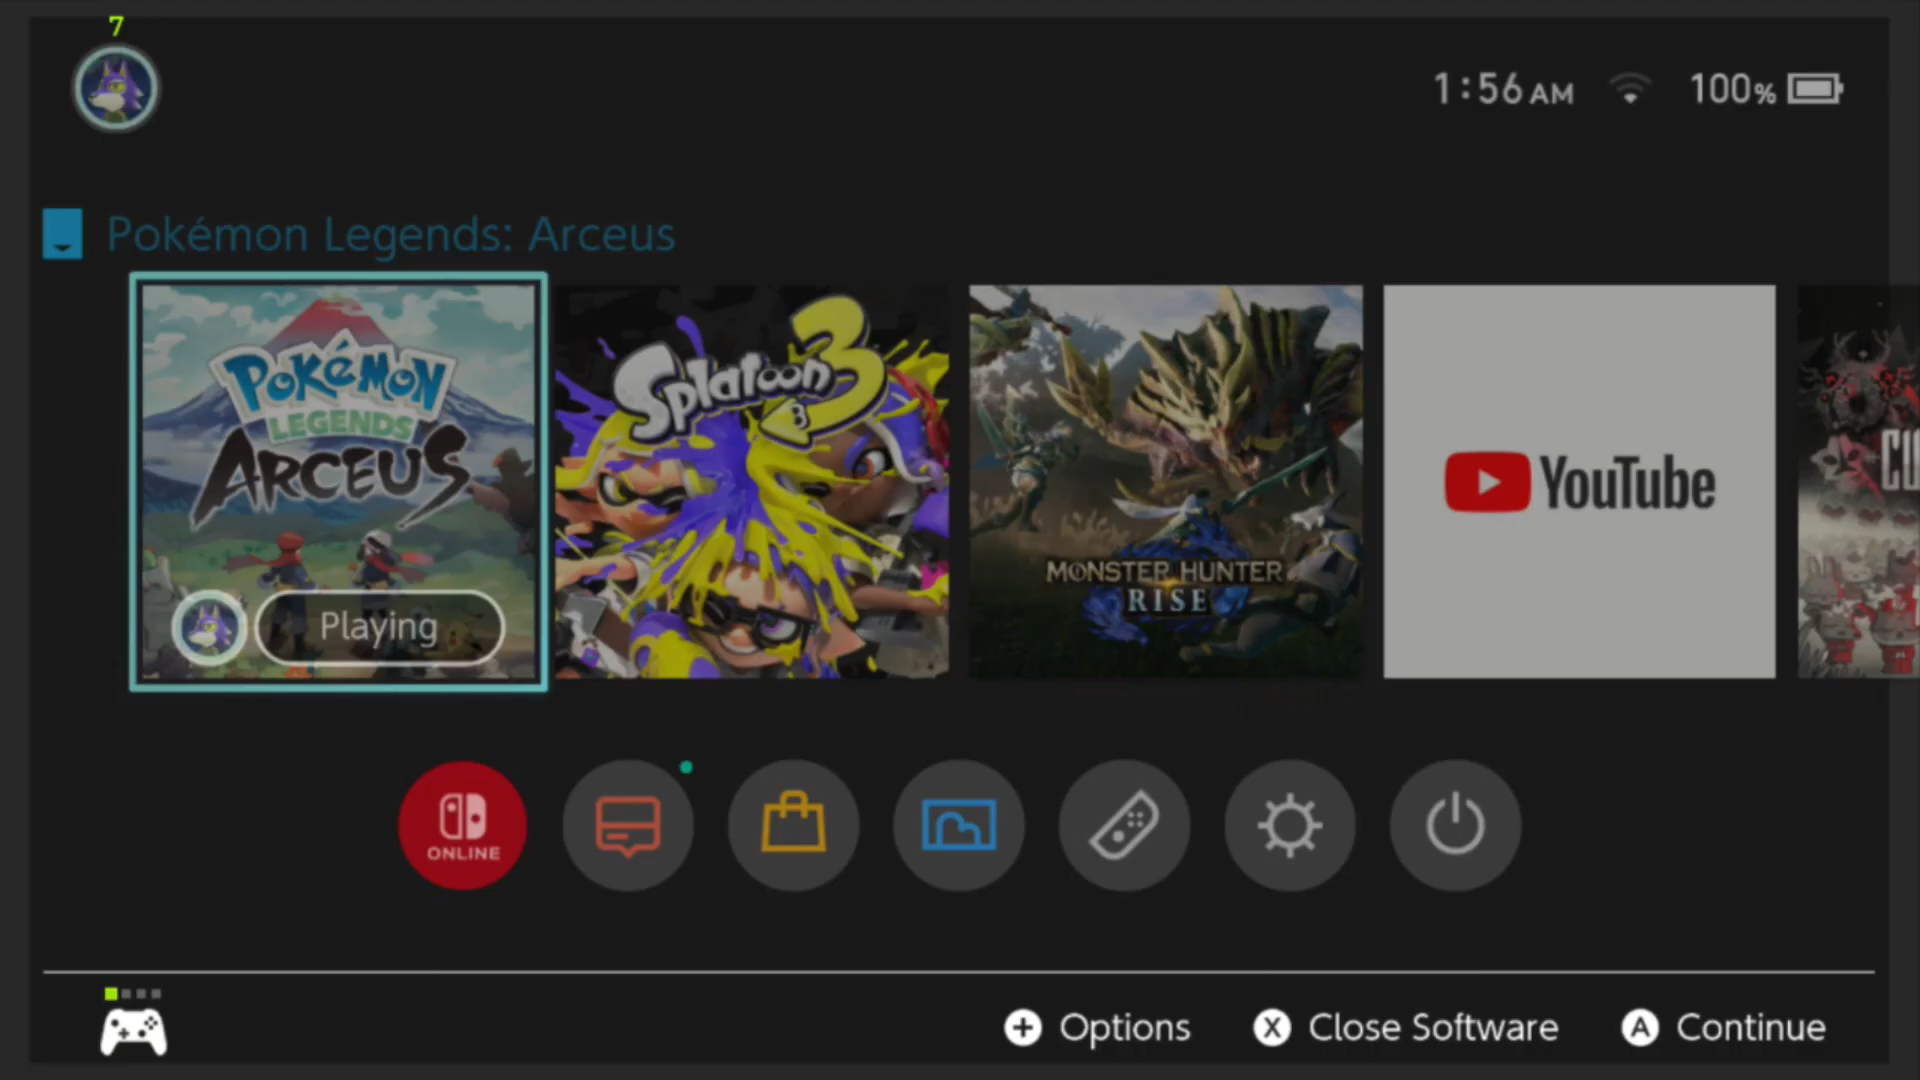 7
1:56 AM
100%
Pokémon Legends: Arceus
POKÉMON
LEGENDS
ARCEUS
Playing
Splatoon 3
MONSTER HUNTER
RISE
YouTube
CU
ONLINE
+ Options
X Close Software
A Continue